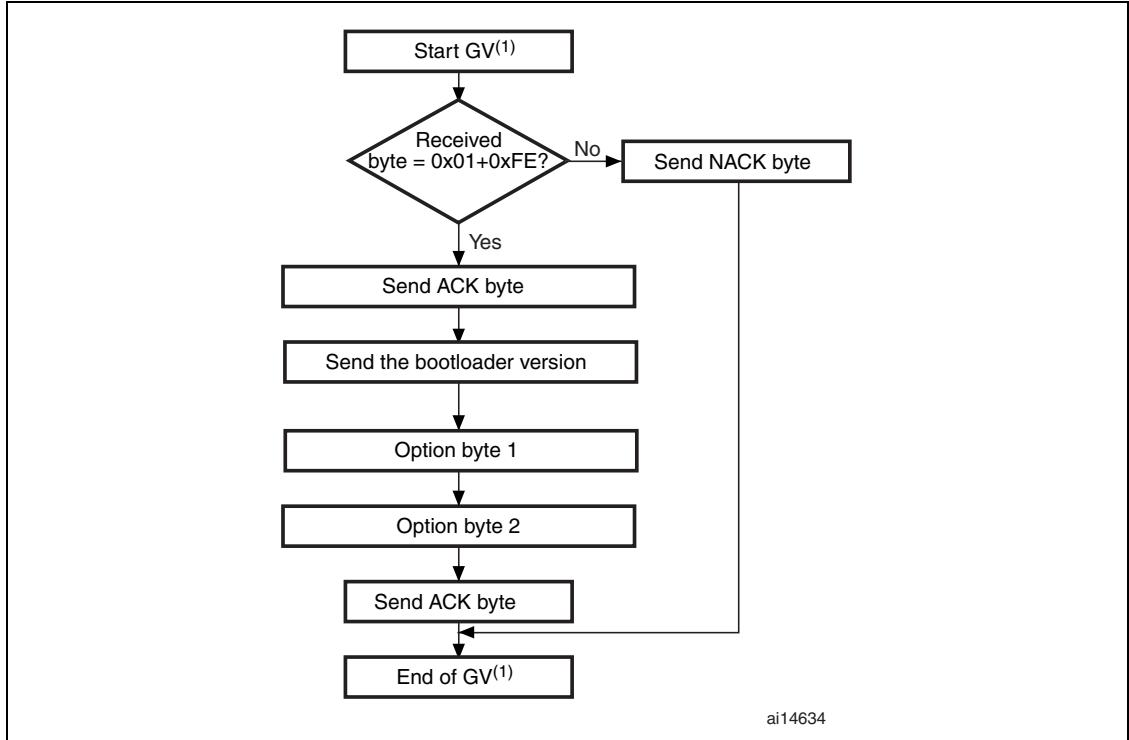 Start GV(1)
Received
byte = 0x01+0xFE?
No
Send NACK byte
Yes
Send ACK byte
Send the bootloader version
Option byte 1
Option byte 2
Send ACK byte
End of GV(1)
ai14634